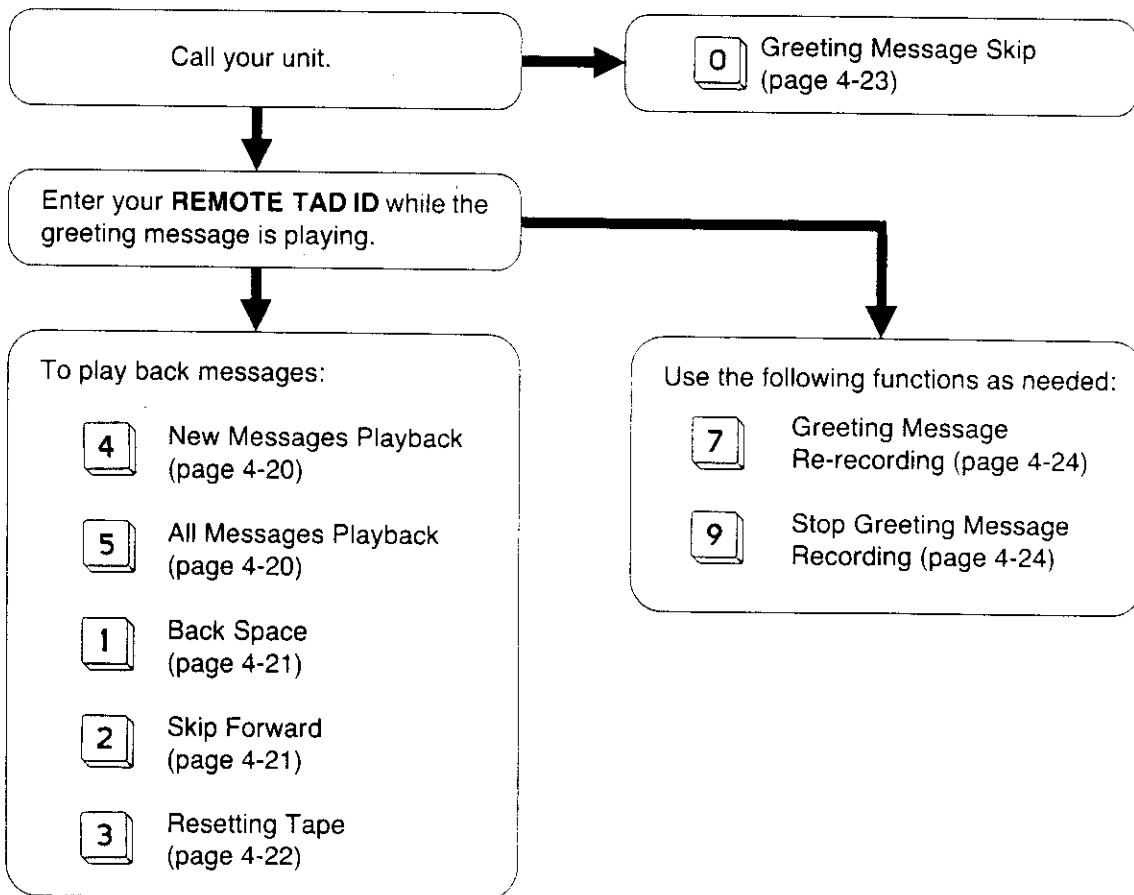 Call your unit.
0 Greeting Message Skip
(page 4-23)
Enter your REMOTE TAD ID while the
greeting message is playing.
To play back messages:
4 New Messages Playback
(page 4-20)
5 All Messages Playback
(page 4-20)
1 Back Space
(page 4-21)
2 Skip Forward
(page 4-21)
3 Resetting Tape
(page 4-22)
Use the following functions as needed:
7 Greeting Message
Re-recording (page 4-24)
9 Stop Greeting Message
Recording (page 4-24)